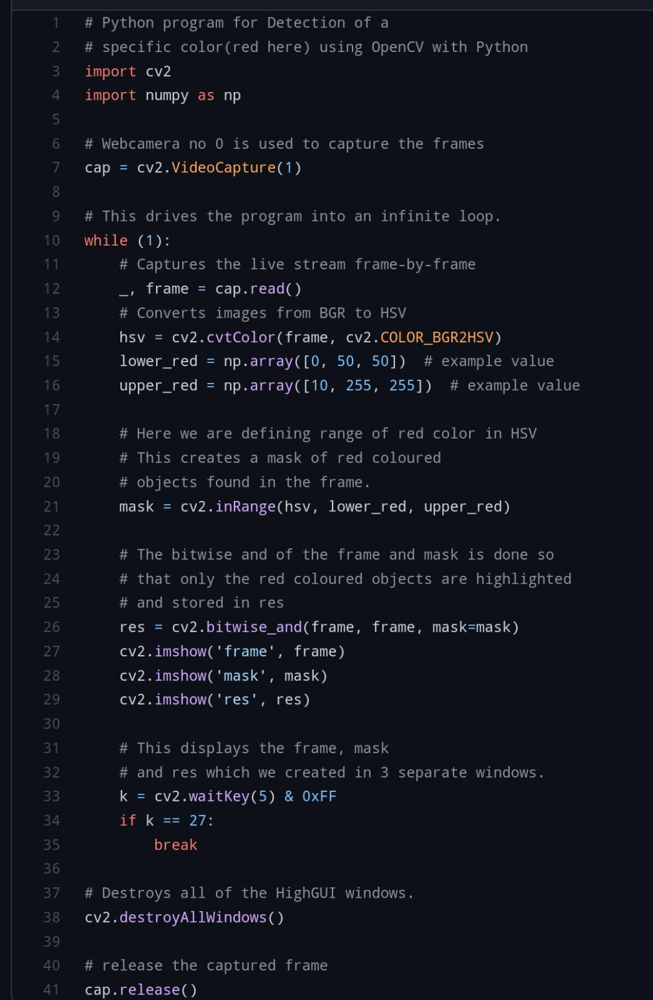 1 # Python program for Detection of a
2 # specific color(red here) using OpenCV with Python
3 import cv2
4 import numpy as np
5
6 # Webcamera no 0 is used to capture the frames
7 cap = cv2.VideoCapture(1)
8
9 # This drives the program into an infinite loop.
10 while (1):
11     # Captures the live stream frame-by-frame
12     _, frame = cap.read()
13     # Converts images from BGR to HSV
14     hsv = cv2.cvtColor(frame, cv2.COLOR_BGR2HSV)
15     lower_red = np.array([0, 50, 50])  # example value
16     upper_red = np.array([10, 255, 255])  # example value
17
18     # Here we are defining range of red color in HSV
19     # This creates a mask of red coloured
20     # objects found in the frame.
21     mask = cv2.inRange(hsv, lower_red, upper_red)
22
23     # The bitwise and of the frame and mask is done so
24     # that only the red coloured objects are highlighted
25     # and stored in res
26     res = cv2.bitwise_and(frame, frame, mask=mask)
27     cv2.imshow('frame', frame)
28     cv2.imshow('mask', mask)
29     cv2.imshow('res', res)
30
31     # This displays the frame, mask
32     # and res which we created in 3 separate windows.
33     k = cv2.waitKey(5) & 0xFF
34     if k == 27:
35         break
36
37 # Destroys all of the HighGUI windows.
38 cv2.destroyAllWindows()
39
40 # release the captured frame
41 cap.release()